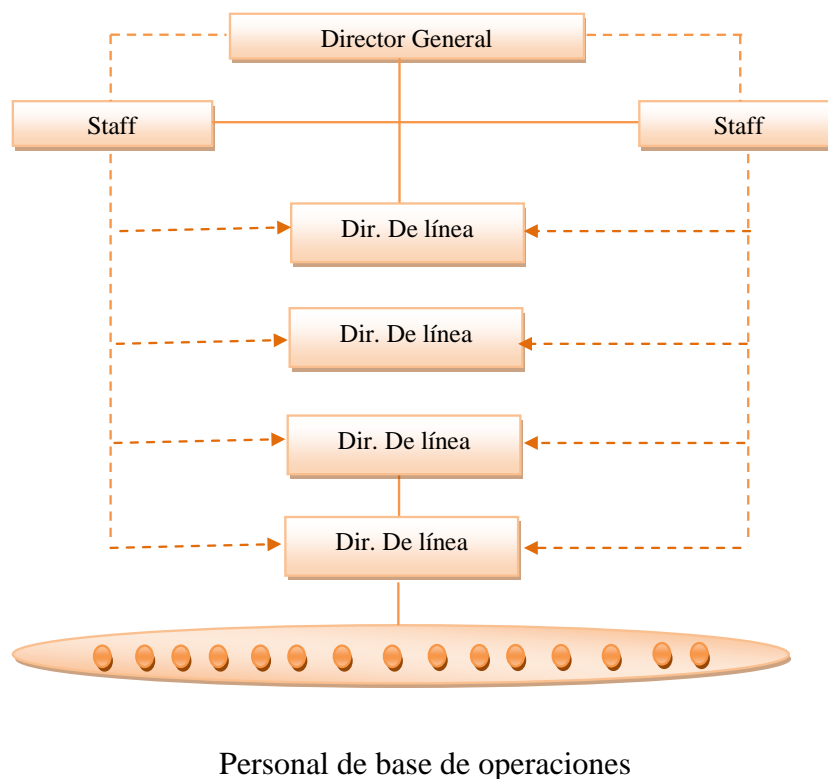 Director General
Staff
Staff
Dir. De línea
Dir. De línea
Dir. De línea
Dir. De línea
Personal de base de operaciones